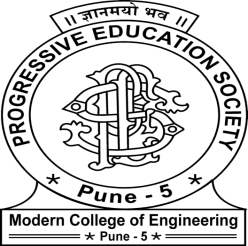 ॥ ज्ञानमयो भव ॥
PROGRESSIVE EDUCATION SOCIETY
★ Pune - 5 ★
Modern College of Engineering
★ Pune - 5 ★